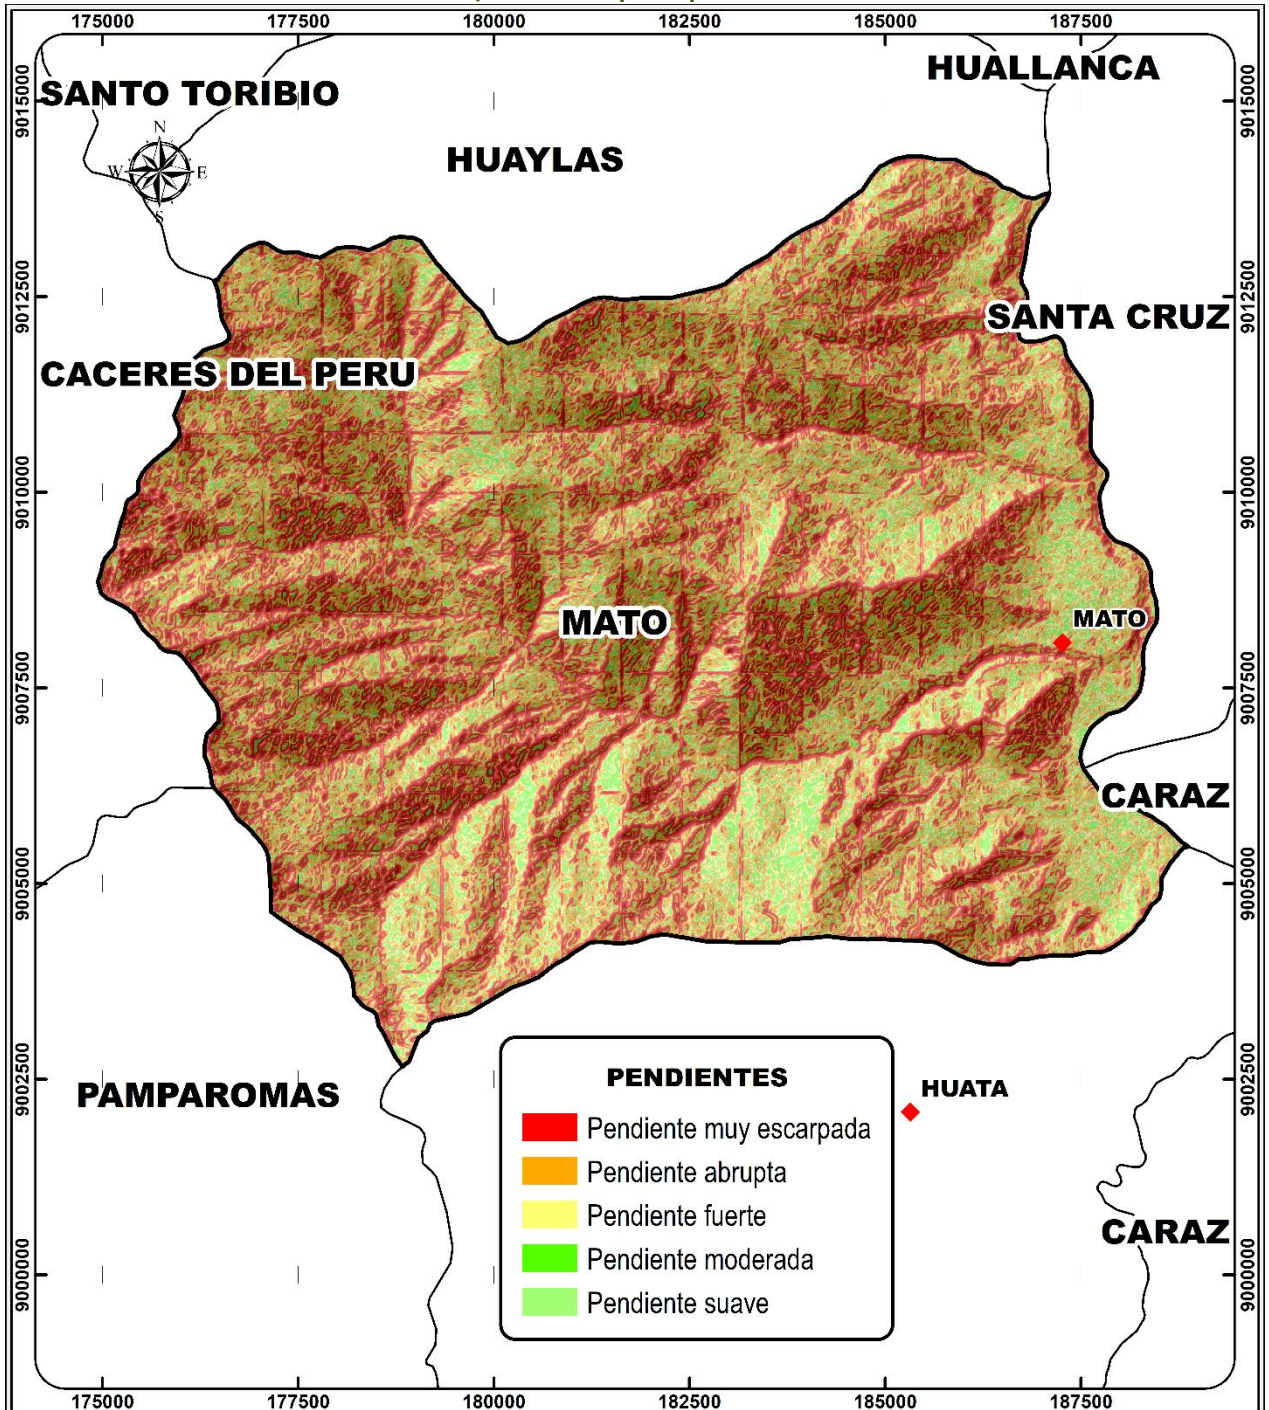 175000 177500 180000 182500 185000 187500
SANTO TORIBIO
HUALLANCA
HUAYLAS
N
W E
S
9015000 9015000
9012500 9012500
SANTA CRUZ
CACERES DEL PERU
9010000 9010000
MATO
MATO
9007500 9007500
CARAZ
9005000 9005000
9002500 9002500
PAMPAROMAS
HUATA
PENDIENTES
Pendiente muy escarpada
Pendiente abrupta
Pendiente fuerte
Pendiente moderada
Pendiente suave
CARAZ
9000000 9000000
175000 177500 180000 182500 185000 187500